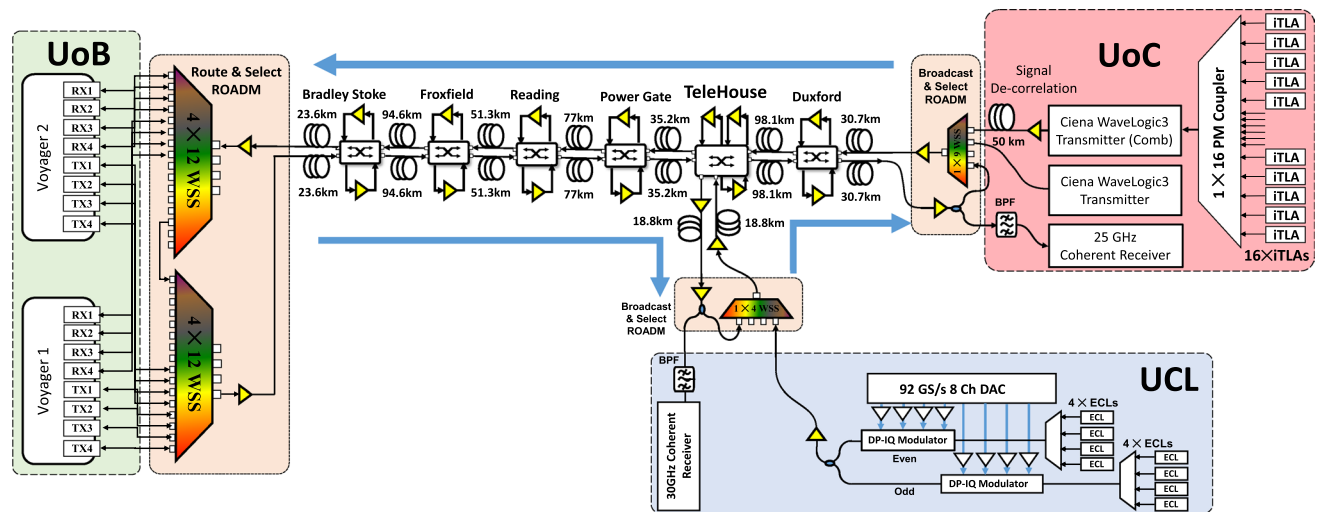 UoB
Voyager 2
RX1
RX2
RX3
RX4
TX1
TX2
TX3
TX4
Voyager 1
RX1
RX2
RX3
RX4
TX1
TX2
TX3
TX4
Route & Select
ROADM
4×12 WSS
4×12 WSS
Bradley Stoke
Froxfield
Reading
Power Gate
TeleHouse
Duxford
23.6km
94.6km
51.3km
77km
35.2km
98.1km
30.7km
23.6km
94.6km
51.3km
77km
35.2km
98.1km
30.7km
18.8km
18.8km
Broadcast
& Select
ROADM
1×9 WSS
Signal
De-correlation
50 km
BPF
UoC
Ciena WaveLogic3
Transmitter (Comb)
Ciena WaveLogic3
Transmitter
25 GHz
Coherent Receiver
1×16 PM Coupler
iTLA
iTLA
iTLA
iTLA
iTLA
iTLA
iTLA
iTLA
iTLA
iTLA
16×iTLAs
Broadcast
& Select
ROADM
1×4 WSS
BPF
30GHz Coherent
Receiver
UCL
92 GS/s 8 Ch DAC
DP-IQ Modulator
Even
DP-IQ Modulator
Odd
4×ECLs
ECL
ECL
ECL
ECL
4×ECLs
ECL
ECL
ECL
ECL